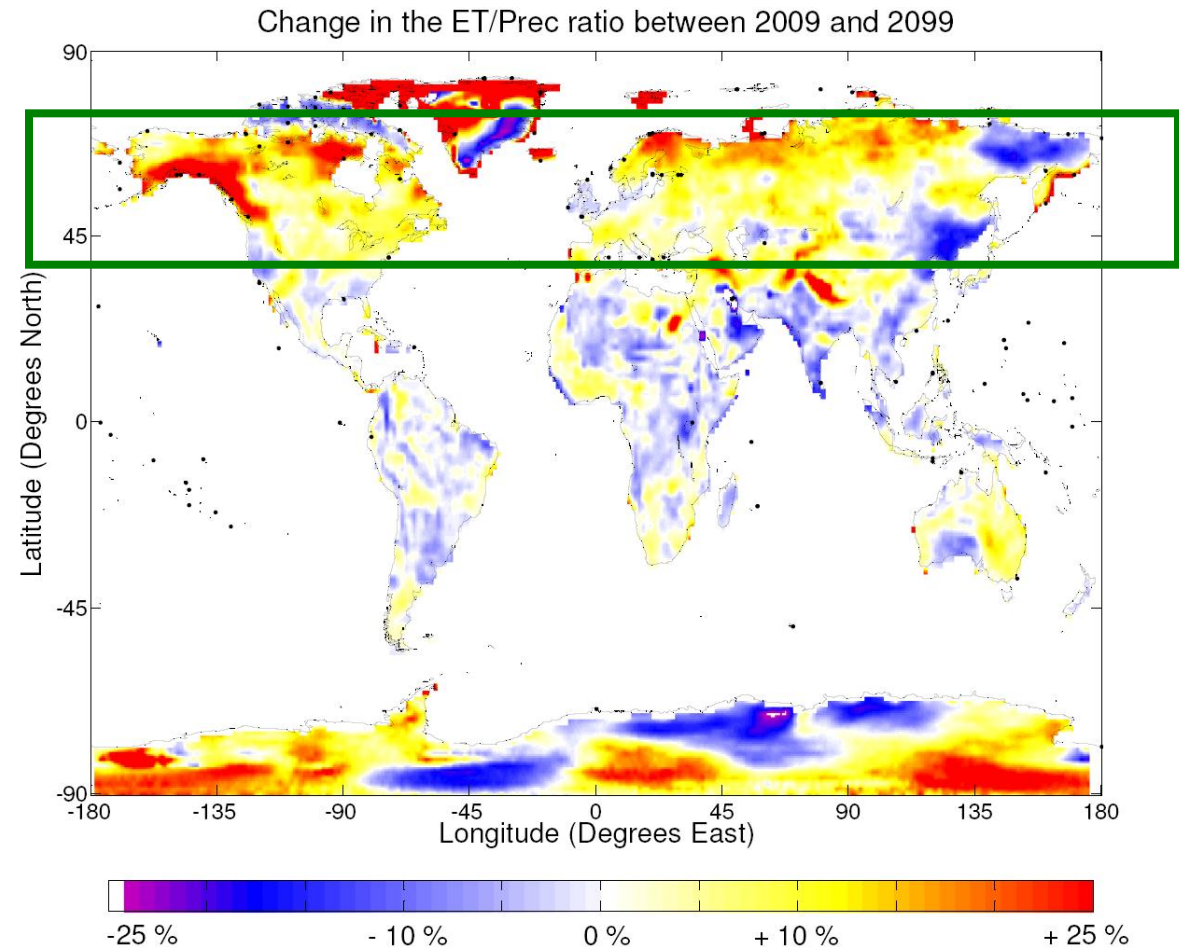 Change in the ET/Prec ratio between 2009 and 2099
90
45
0
-45
-90
Latitude (Degrees North)
-180 -135 -90 -45 0 45 90 135 180
Longitude (Degrees East)
-25 % - 10 % 0 % + 10 % + 25 %